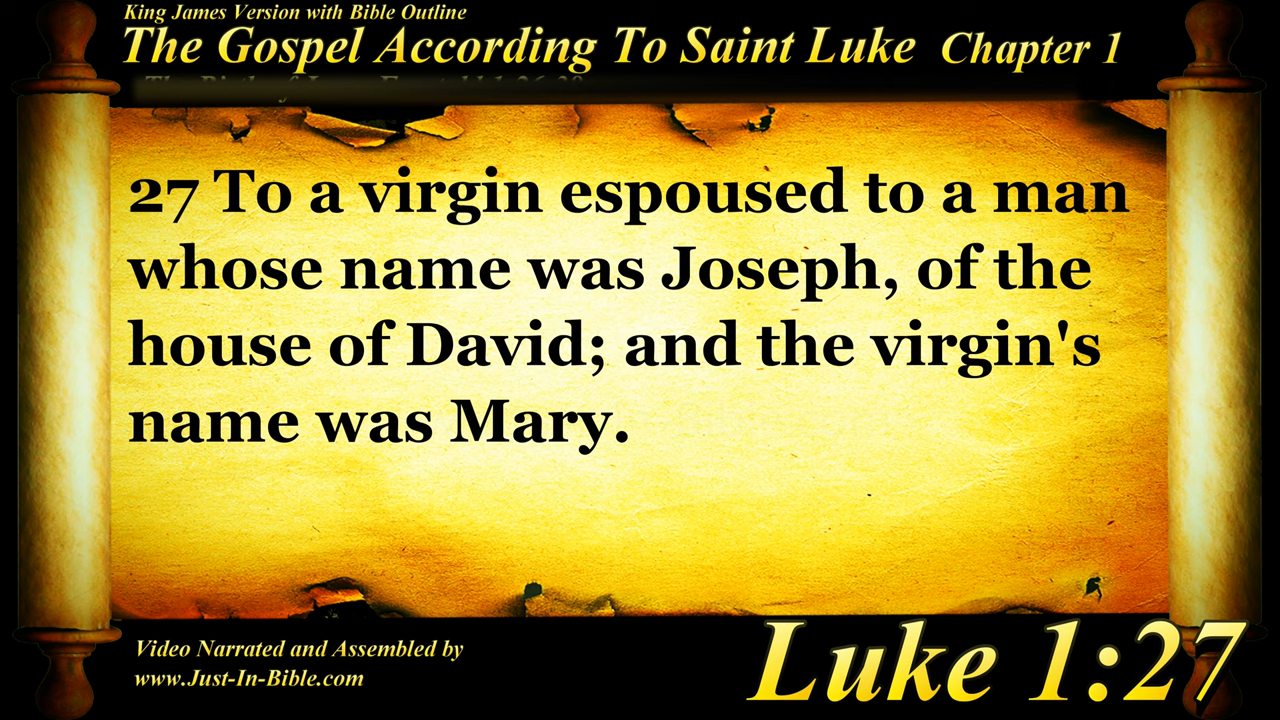 King James Version with Bible Outline
The Gospel According To Saint Luke Chapter 1
27 To a virgin espoused to a man
whose name was Joseph, of the
house of David; and the virgin's
name was Mary.
Video Narrated and Assembled by
www.Just-In-Bible.com
Luke 1:27